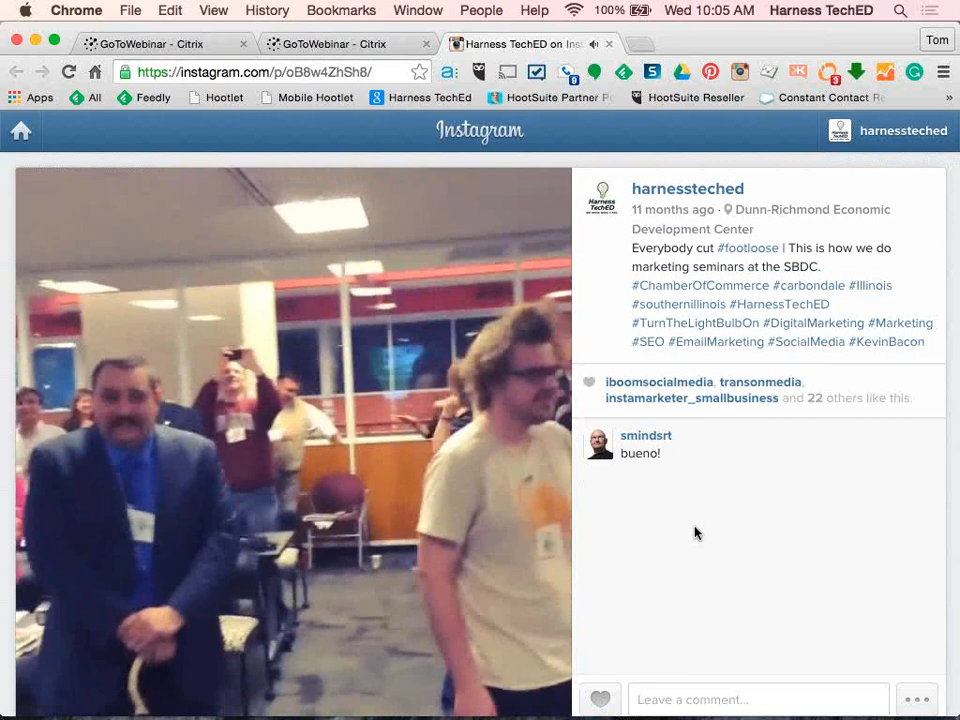 Chrome File Edit View History Bookmarks Window People Help 100% Wed 10:05 AM Harness TechED
GoToWebinar - Citrix GoToWebinar - Citrix Harness TechED on Inst Tom
https://instagram.com/p/oB8w4ZhSh8/
Apps All Feedly Hootlet Mobile Hootlet Harness TechEd HootSuite Partner P HootSuite Reseller Constant Contact Re »
Instagram harnessteched
harnessteched
11 months ago · Dunn-Richmond Economic
Development Center
Everybody cut #footloose | This is how we do
marketing seminars at the SBDC.
#ChamberOfCommerce #carbondale #Illinois
#southernillinois #HarnessTechED
#TurnTheLightBulbOn #DigitalMarketing #Marketing
#SEO #EmailMarketing #SocialMedia #KevinBacon
iboomsocialmedia, transonmedia,
instamarketer_smallbusiness and 22 others like this.
smindsrt
bueno!
Leave a comment...